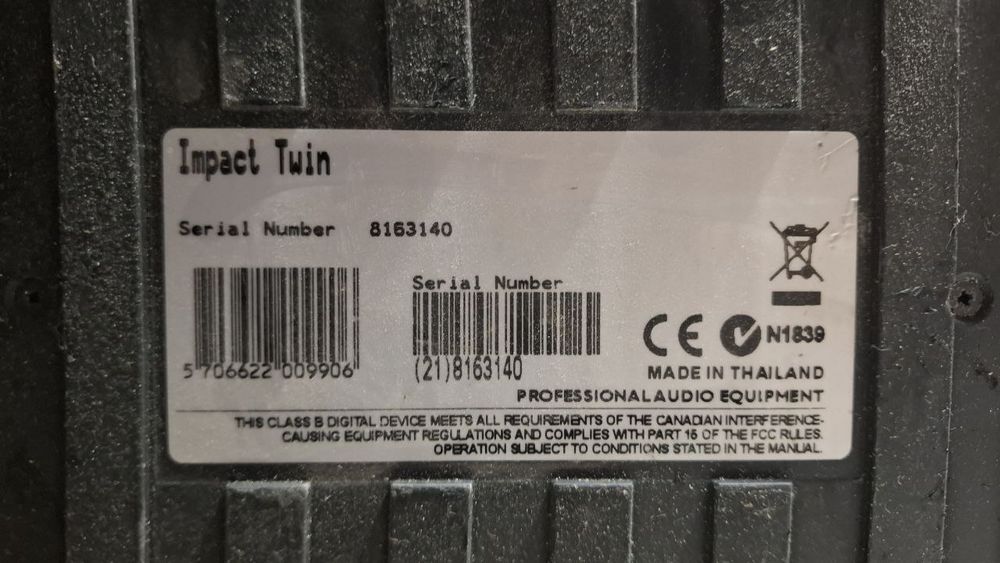 Impact Twin
Serial Number 8163140
Serial Number
5 706622 009906
(21)8163140
CE N1839
MADE IN THAILAND
PROFESSIONAL AUDIO EQUIPMENT
THIS CLASS B DIGITAL DEVICE MEETS ALL REQUIREMENTS OF THE CANADIAN INTERFERENCE-
CAUSING EQUIPMENT REGULATIONS AND COMPLIES WITH PART 15 OF THE FCC RULES.
OPERATION SUBJECT TO CONDITIONS STATED IN THE MANUAL.